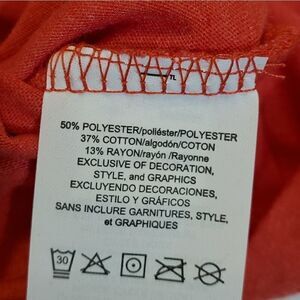 TL
50% POLYESTER/poliéster/POLYESTER
37% COTTON/algodón/COTON
13% RAYON/rayón /Rayonne
EXCLUSIVE OF DECORATION,
STYLE, and GRAPHICS
EXCLUYENDO DECORACIONES,
ESTILO Y GRÁFICOS
SANS INCLURE GARNITURES, STYLE,
et GRAPHIQUES
30